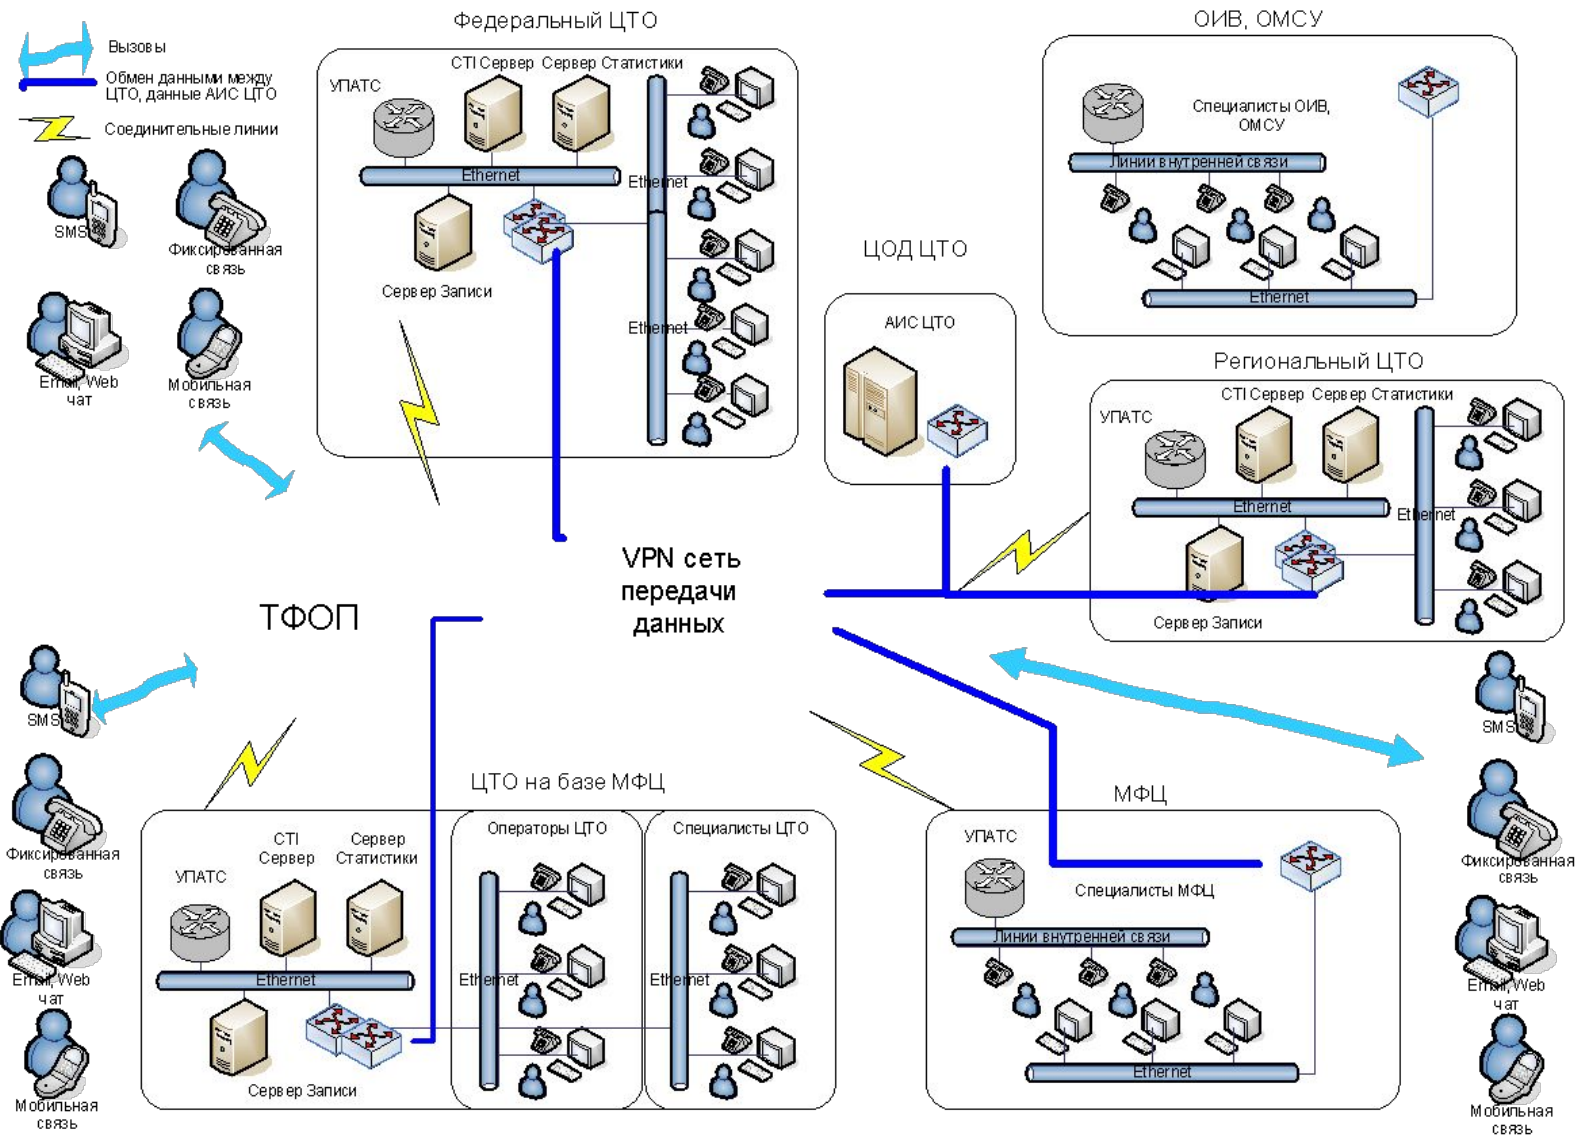 Федеральный ЦТО
ОИВ, ОМСУ
Вызовы
Обмен данными между
ЦТО, данные АИС ЦТО
Соединительные линии
SMS
Фиксированная
связь
Email, Web
чат
Мобильная
связь
УПАТС
CTI Сервер
Сервер Статистики
Ethernet
Ethernet
Сервер Записи
Ethernet
Специалисты ОИВ,
ОМСУ
Линии внутренней связи
Ethernet
ЦОД ЦТО
АИС ЦТО
Региональный ЦТО
CTI Сервер
Сервер Статистики
УПАТС
Ethernet
Ethernet
Сервер Записи
VPN сеть
передачи
данных
ТФОП
SMS
Фиксированная
связь
Email, Web
чат
Мобильная
связь
ЦТО на базе МФЦ
CTI
Сервер
Сервер
Статистики
УПАТС
Ethernet
Сервер Записи
Операторы ЦТО
Ethernet
Специалисты ЦТО
Ethernet
МФЦ
УПАТС
Специалисты МФЦ
Линии внутренней связи
Ethernet
SMS
Фиксированная
связь
Email, Web
чат
Мобильная
связь